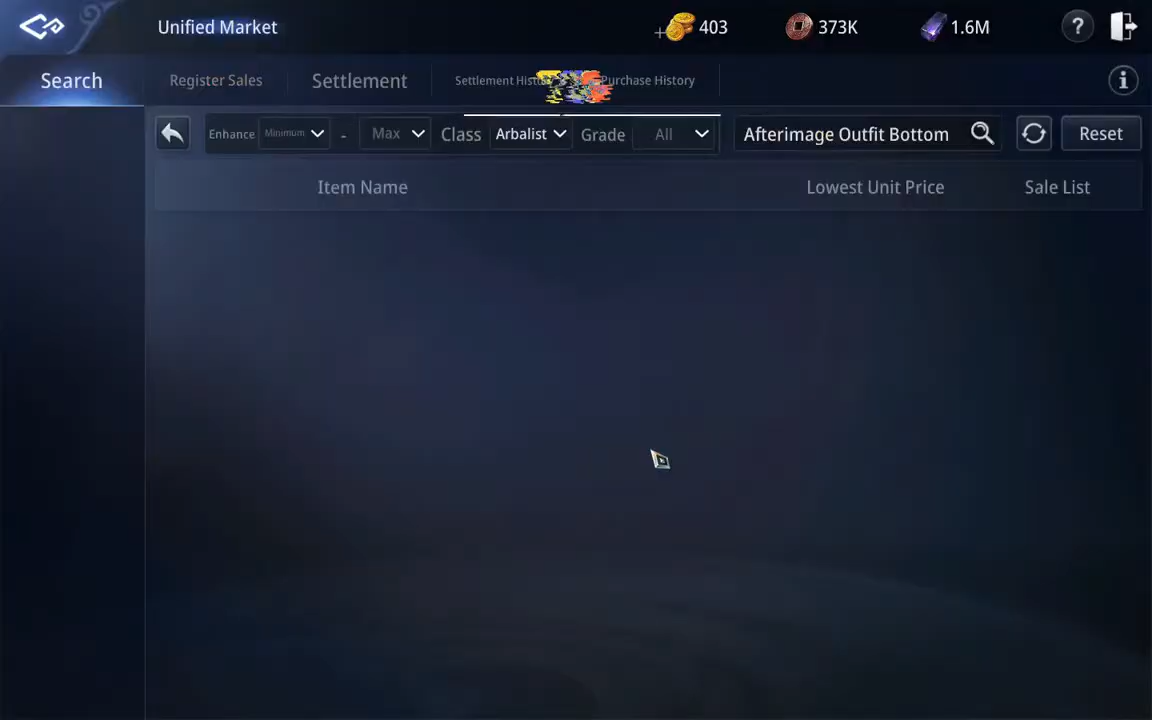 Unified Market
403
373K
1.6M
?
Search
Register Sales
Settlement
Settlement
Purchase History
i
Enhance
Minimum
-
Max
Class
Arbalist
Grade
All
Afterimage Outfit Bottom
Reset
Item Name
Lowest Unit Price
Sale List